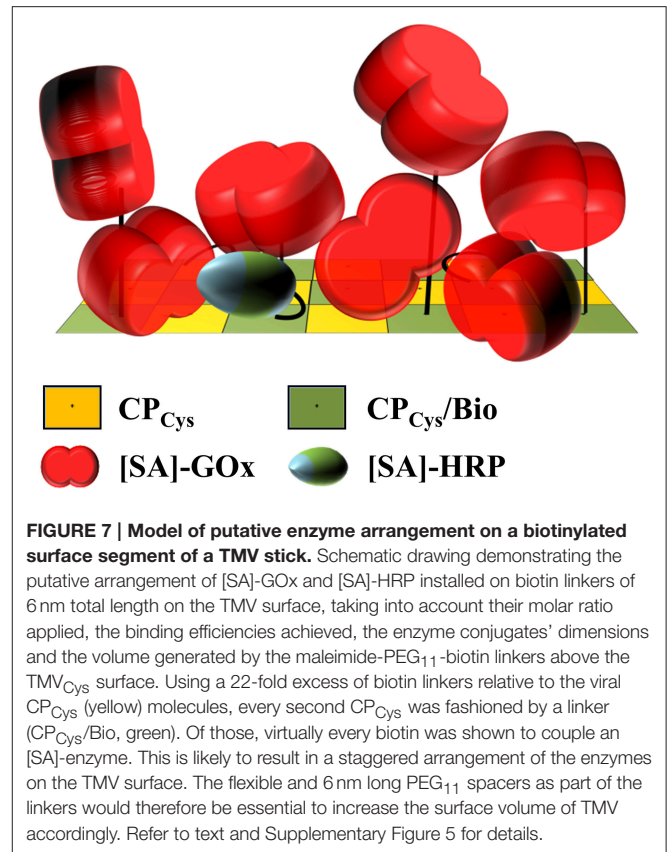 CP_Cys CP_Cys/Bio
[SA]-GOx [SA]-HRP
FIGURE 7 | Model of putative enzyme arrangement on a biotinylated
surface segment of a TMV stick. Schematic drawing demonstrating the
putative arrangement of [SA]-GOx and [SA]-HRP installed on biotin linkers of
6 nm total length on the TMV surface, taking into account their molar ratio
applied, the binding efficiencies achieved, the enzyme conjugates' dimensions
and the volume generated by the maleimide-PEG11-biotin linkers above the
TMVCys surface. Using a 22-fold excess of biotin linkers relative to the viral
CPCys (yellow) molecules, every second CPCys was fashioned by a linker
(CPCys/Bio, green). Of those, virtually every biotin was shown to couple an
[SA]-enzyme. This is likely to result in a staggered arrangement of the enzymes
on the TMV surface. The flexible and 6 nm long PEG11 spacers as part of the
linkers would therefore be essential to increase the surface volume of TMV
accordingly. Refer to text and Supplementary Figure 5 for details.